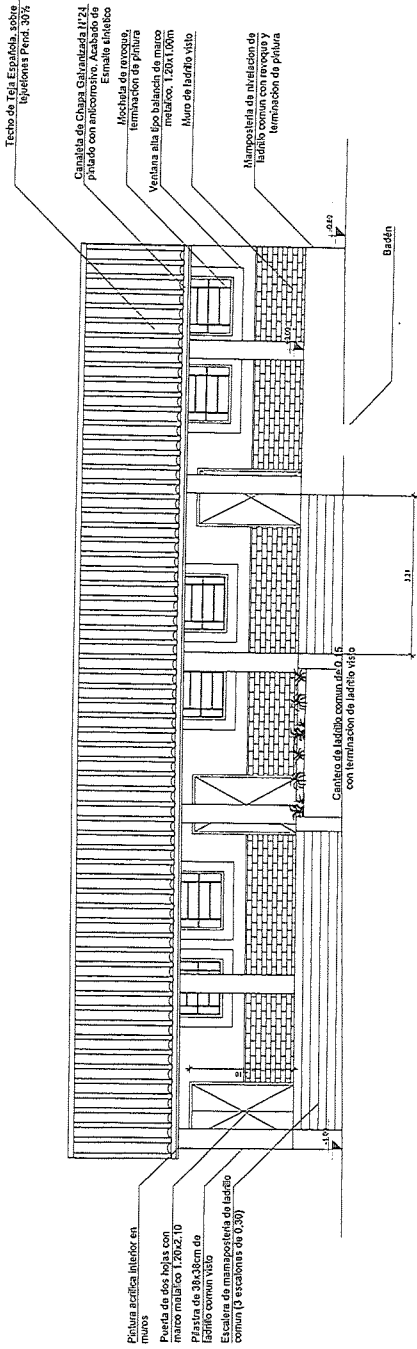 Techo de Teja Española, sobre
tejuelones Pend. 30%
Canaleta de Chapa Galvanizada N°24
pintado con anticorrosivo. Acabado de
Esmalte sintetico
Mocheta de revoque,
terminacion de pintura
Ventana alta tipo balancin de marco
metalico, 1.20x1.00m
Muro de ladrillo visto
Mamposteria de nivelacion de
ladrillo comun con revoque y
terminacion de pintura
Badén
Cantero de ladrillo comun de 0.15
con terminacion de ladrillo visto
Pintura acrilica interior en
muros
Puerta de dos hojas con
marco metalico 1.20x2.10
Pilastra de 38x38cm de
ladrillo comun visto
Escalera de mamaposteria de ladrillo
comun (3 escalones de 0,30)